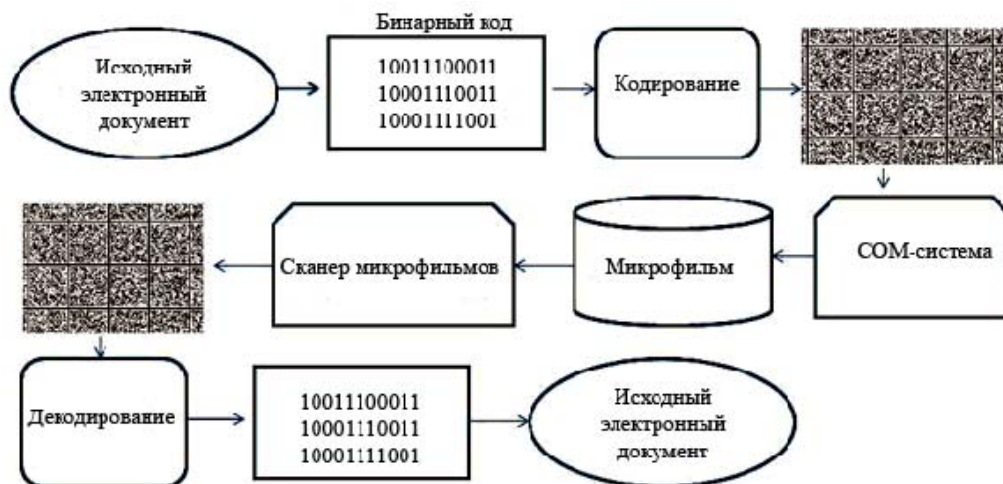 Бинарный код
Исходный
электронный
документ
10011100011
10001110011
10001111001
Кодирование
COM-система
Микрофильм
Сканер микрофильмов
Декодирование
10011100011
10001110011
10001111001
Исходный
электронный
документ